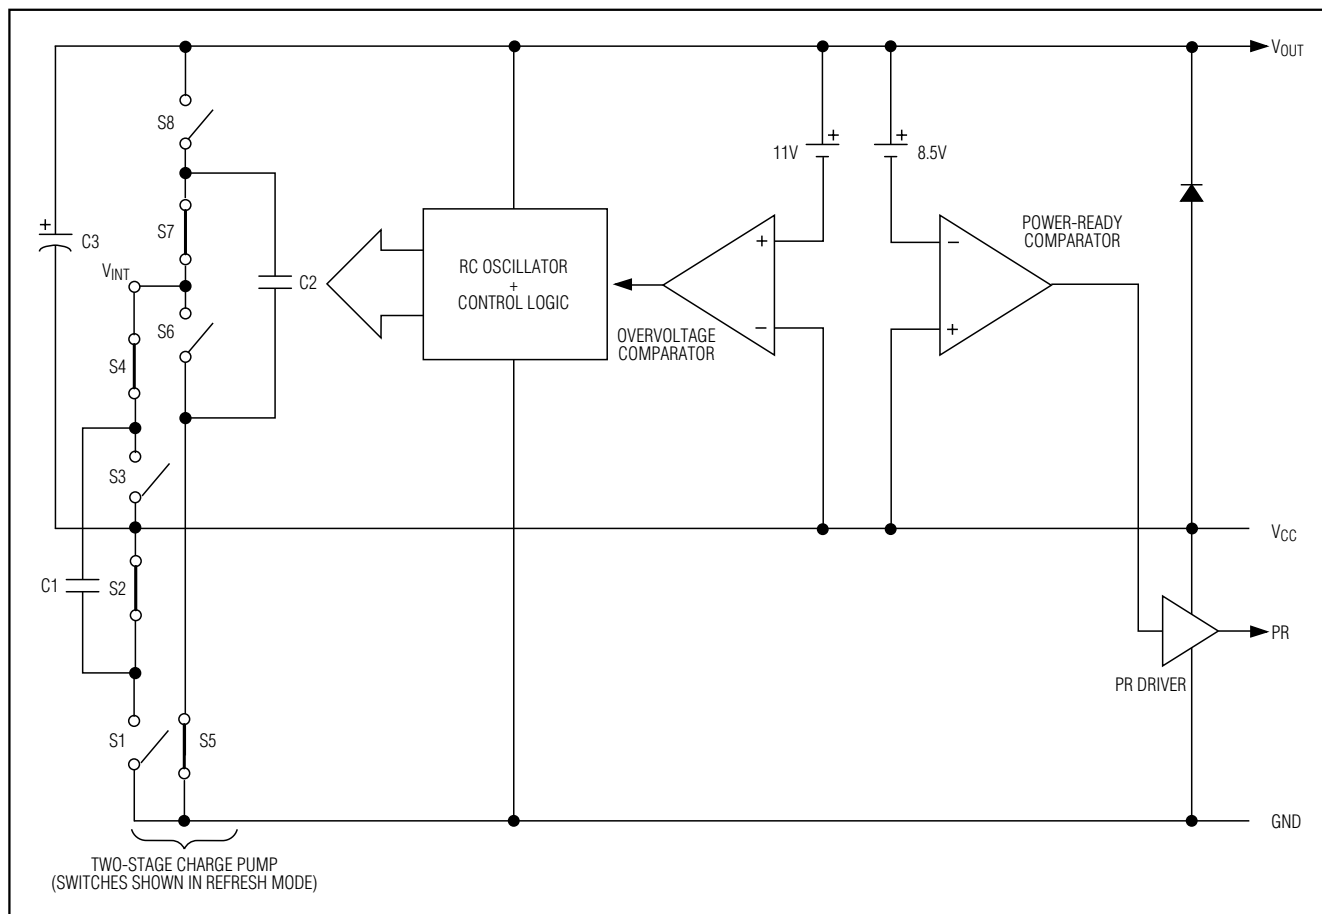 VOUT
S8
11V
+
+
8.5V
+
C3
S7
VINT
C2
RC OSCILLATOR
+
CONTROL LOGIC
+
−
OVERVOLTAGE
COMPARATOR
−
+
POWER-READY
COMPARATOR
S6
S4
S3
VCC
C1
S2
PR
PR DRIVER
S1
S5
GND
TWO-STAGE CHARGE PUMP
(SWITCHES SHOWN IN REFRESH MODE)